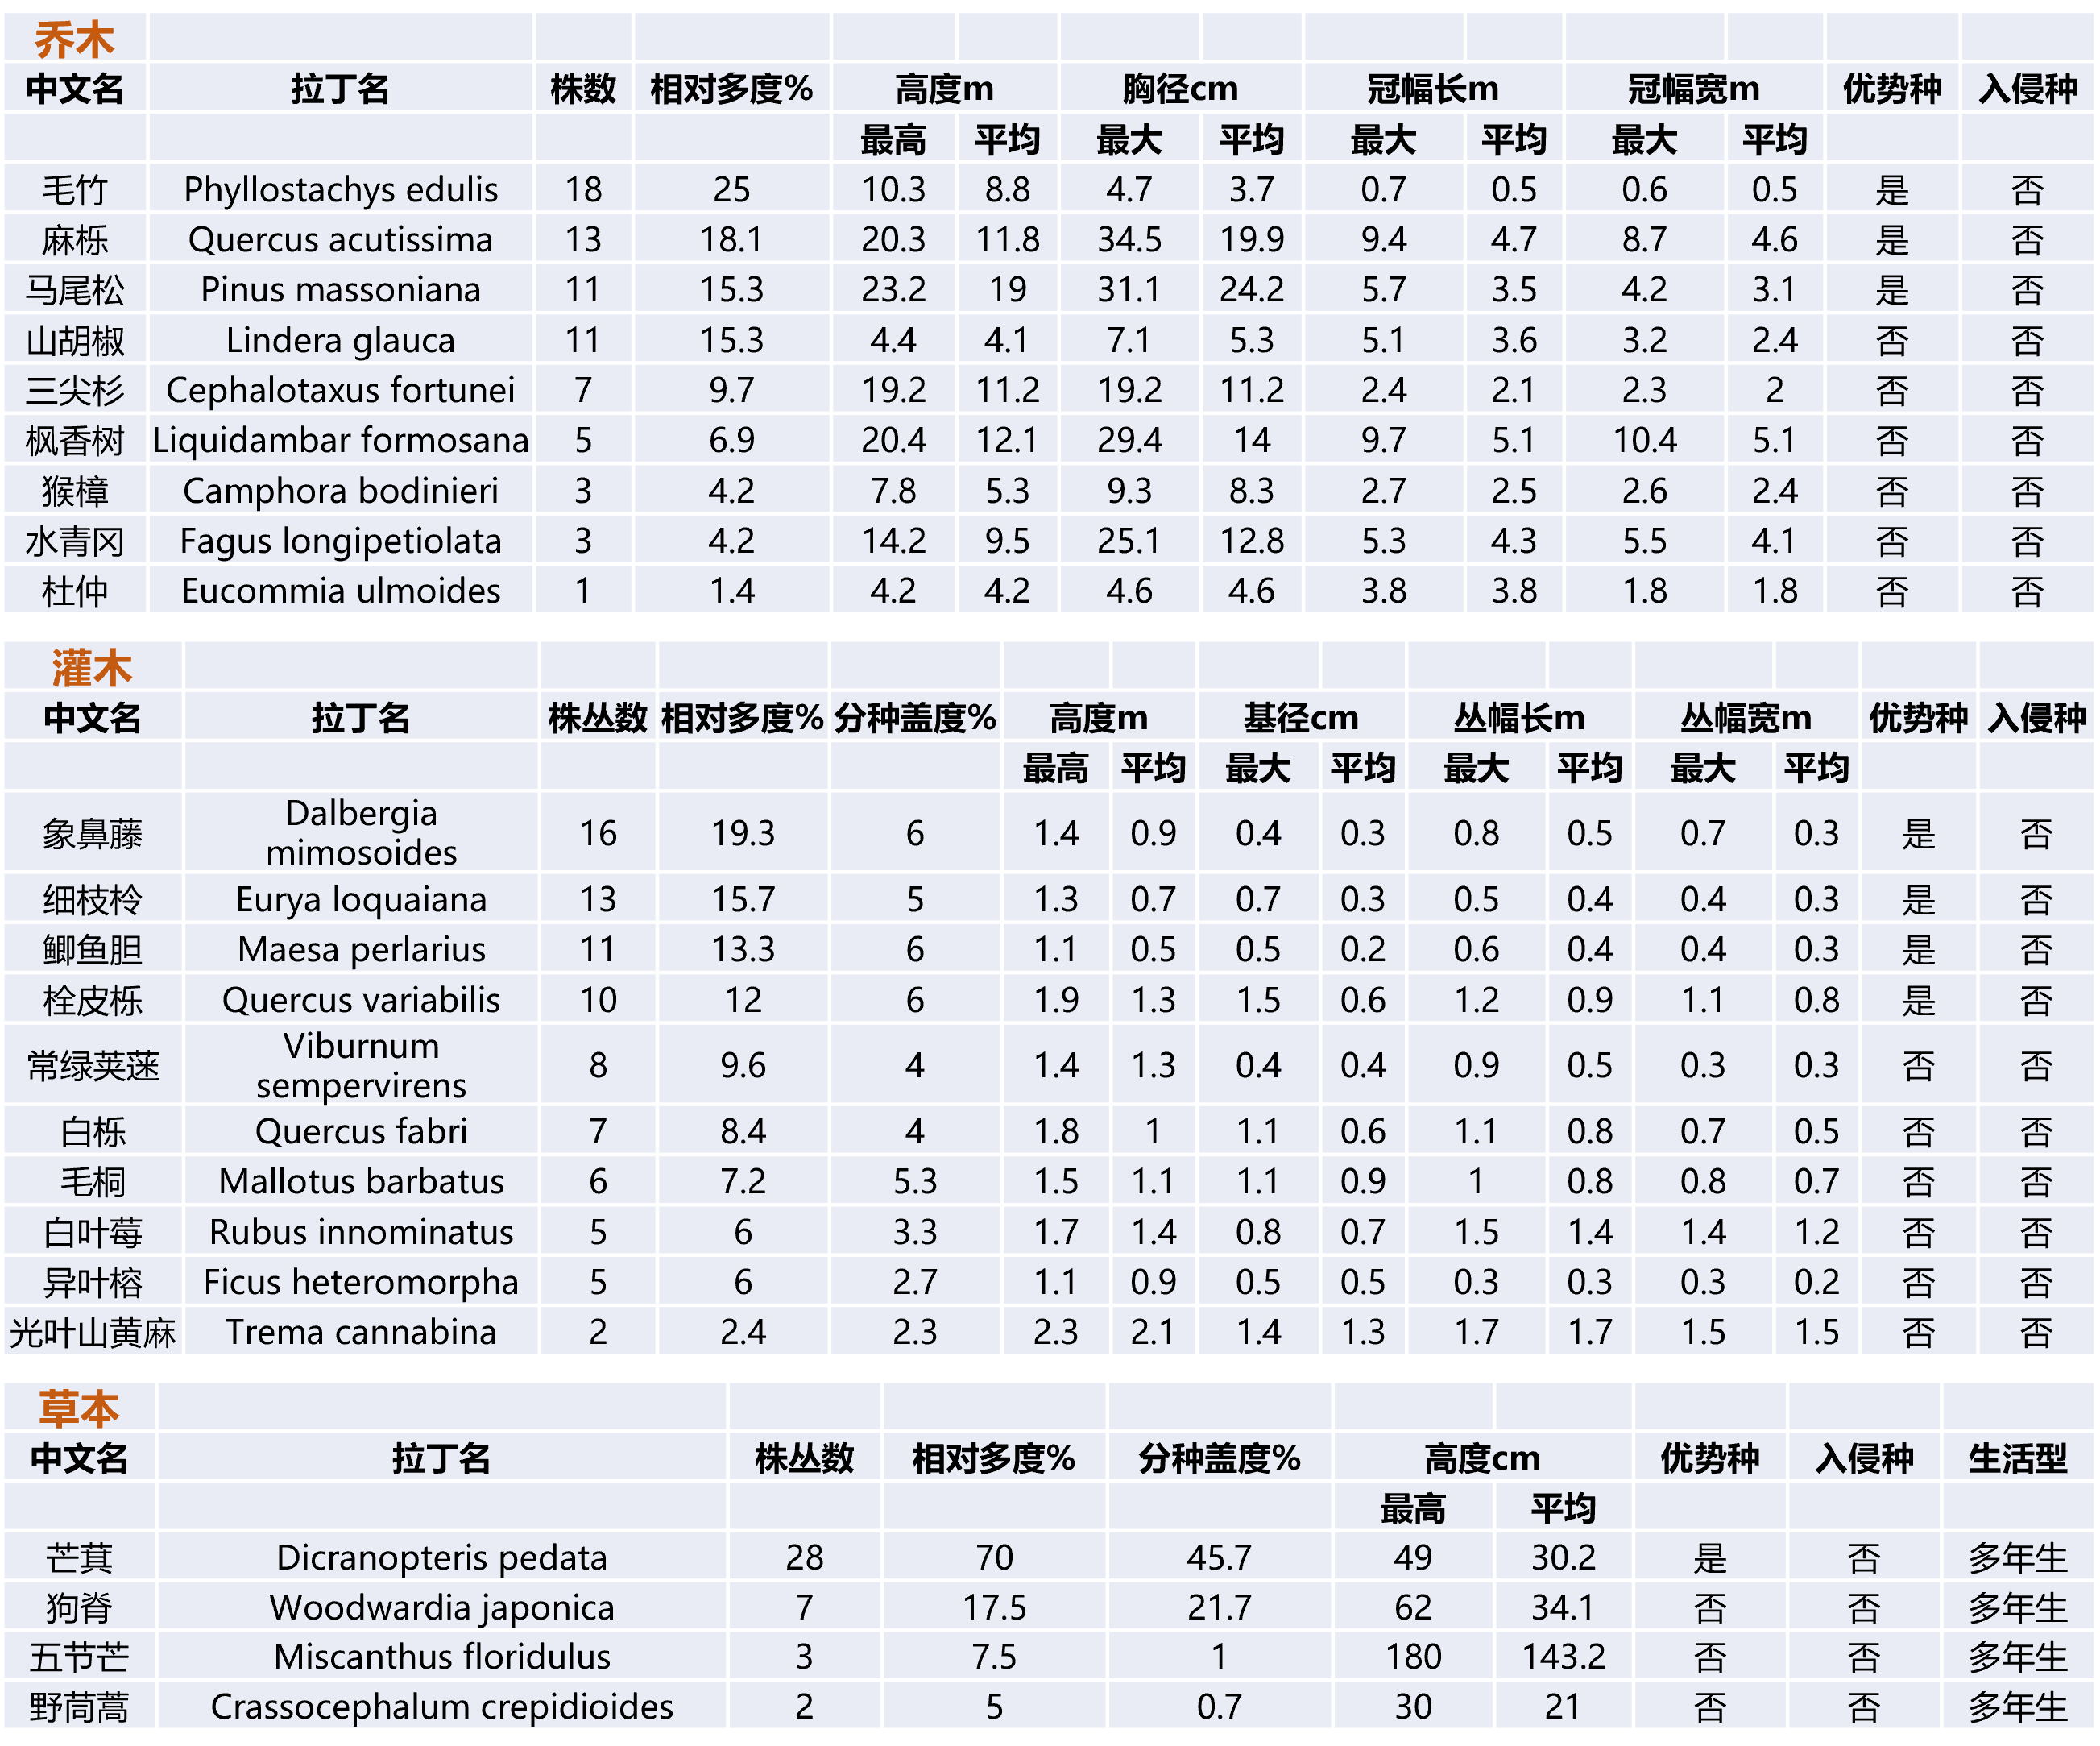 乔木
中文名 拉丁名 株数 相对多度% 高度m 胸径cm 冠幅长m 冠幅宽m 优势种 入侵种
最高 平均 最大 平均 最大 平均 最大 平均
毛竹 Phyllostachys edulis 18 25 10.3 8.8 4.7 3.7 0.7 0.5 0.6 0.5 是 否
麻栎 Quercus acutissima 13 18.1 20.3 11.8 34.5 19.9 9.4 4.7 8.7 4.6 是 否
马尾松 Pinus massoniana 11 15.3 23.2 19 31.1 24.2 5.7 3.5 4.2 3.1 是 否
山胡椒 Lindera glauca 11 15.3 4.4 4.1 7.1 5.3 5.1 3.6 3.2 2.4 否 否
三尖杉 Cephalotaxus fortunei 7 9.7 19.2 11.2 19.2 11.2 2.4 2.1 2.3 2 否 否
枫香树 Liquidambar formosana 5 6.9 20.4 12.1 29.4 14 9.7 5.1 10.4 5.1 否 否
猴樟 Camphora bodinieri 3 4.2 7.8 5.3 9.3 8.3 2.7 2.5 2.6 2.4 否 否
水青冈 Fagus longipetiolata 3 4.2 14.2 9.5 25.1 12.8 5.3 4.3 5.5 4.1 否 否
杜仲 Eucommia ulmoides 1 1.4 4.2 4.2 4.6 4.6 3.8 3.8 1.8 1.8 否 否
灌木
中文名 拉丁名 株丛数 相对多度% 分种盖度% 高度m 基径cm 丛幅长m 丛幅宽m 优势种 入侵种
最高 平均 最大 平均 最大 平均 最大 平均
象鼻藤 Dalbergia
mimosoides 16 19.3 6 1.4 0.9 0.4 0.3 0.8 0.5 0.7 0.3 是 否
细枝柃 Eurya loquaiana 13 15.7 5 1.3 0.7 0.7 0.3 0.5 0.4 0.4 0.3 是 否
鲫鱼胆 Maesa perlarius 11 13.3 6 1.1 0.5 0.5 0.2 0.6 0.4 0.4 0.3 是 否
栓皮栎 Quercus variabilis 10 12 6 1.9 1.3 1.5 0.6 1.2 0.9 1.1 0.8 是 否
常绿荚蒾 Viburnum
sempervirens 8 9.6 4 1.4 1.3 0.4 0.4 0.9 0.5 0.3 0.3 否 否
白栎 Quercus fabri 7 8.4 4 1.8 1 1.1 0.6 1.1 0.8 0.7 0.5 否 否
毛桐 Mallotus barbatus 6 7.2 5.3 1.5 1.1 1.1 0.9 1 0.8 0.8 0.7 否 否
白叶莓 Rubus innominatus 5 6 3.3 1.7 1.4 0.8 0.7 1.5 1.4 1.4 1.2 否 否
异叶榕 Ficus heteromorpha 5 6 2.7 1.1 0.9 0.5 0.5 0.3 0.3 0.3 0.2 否 否
光叶山黄麻 Trema cannabina 2 2.4 2.3 2.3 2.1 1.4 1.3 1.7 1.7 1.5 1.5 否 否
草本
中文名 拉丁名 株丛数 相对多度% 分种盖度% 高度cm 优势种 入侵种 生活型
最高 平均
芒萁 Dicranopteris pedata 28 70 45.7 49 30.2 是 否 多年生
狗脊 Woodwardia japonica 7 17.5 21.7 62 34.1 否 否 多年生
五节芒 Miscanthus floridulus 3 7.5 1 180 143.2 否 否 多年生
野茼蒿 Crassocephalum crepidioides 2 5 0.7 30 21 否 否 多年生